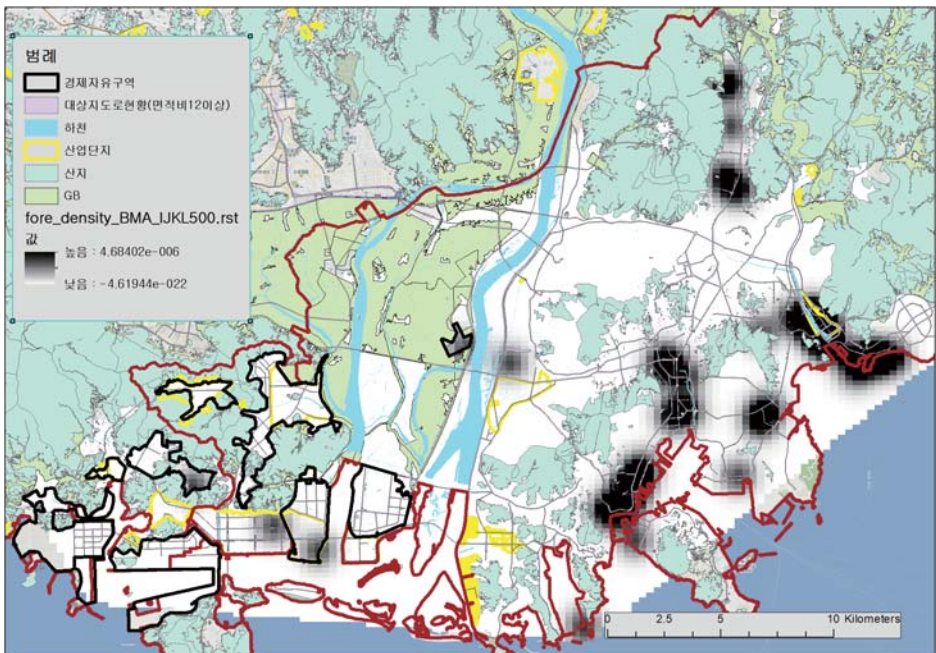 범례
경제자유구역
대상지도로현황(면적비12이상)
하천
산업단지
산지
GB
fore_density_BMA_IJKL500.rst
값
높음 : 4.68402e-006
낮음 : -4.61944e-022
0 2.5 5 10 Kilometers